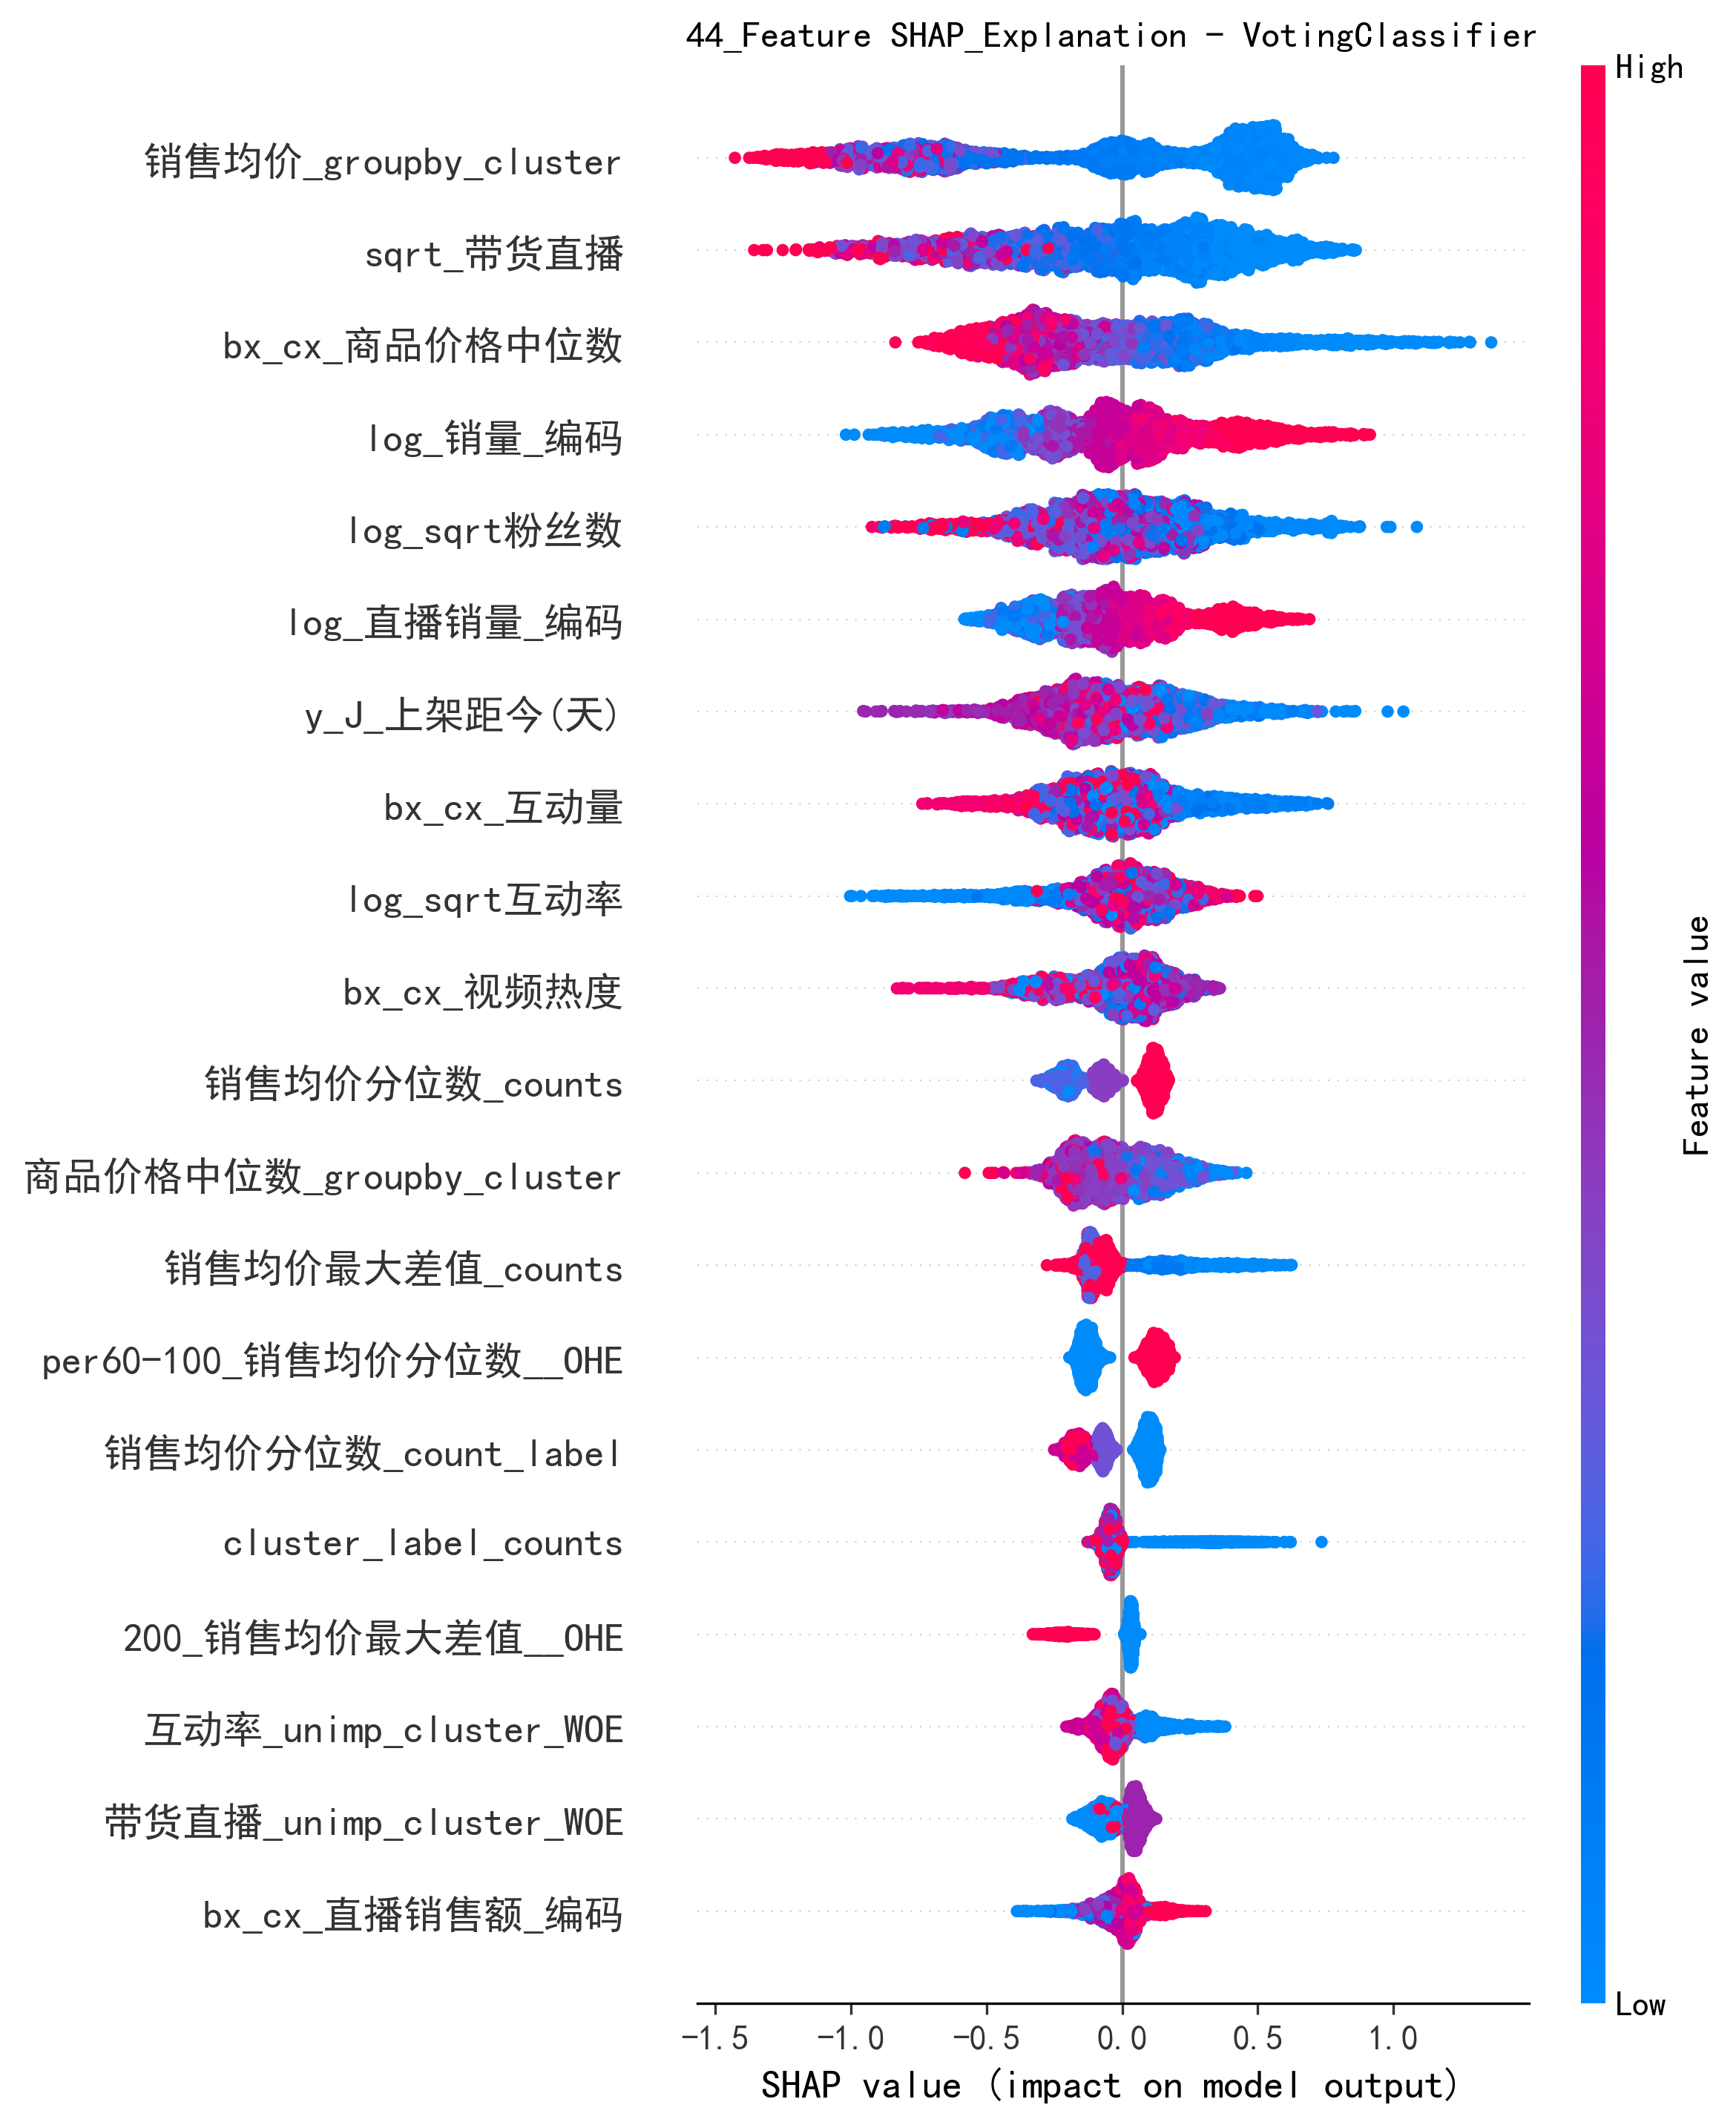 44_Feature SHAP_Explanation - VotingClassifier
High
销售均价_groupby_cluster
sqrt_带货直播
bx_cx_商品价格中位数
log_销量_编码
log_sqrt粉丝数
log_直播销量_编码
y_J_上架距今(天)
bx_cx_互动量
log_sqrt互动率
bx_cx_视频热度
销售均价分位数_counts
商品价格中位数_groupby_cluster
销售均价最大差值_counts
per60-100_销售均价分位数__OHE
销售均价分位数_count_label
cluster_label_counts
200_销售均价最大差值__OHE
互动率_unimp_cluster_WOE
带货直播_unimp_cluster_WOE
bx_cx_直播销售额_编码
Feature value
Low
-1.5 -1.0 -0.5 0.0 0.5 1.0
SHAP value (impact on model output)